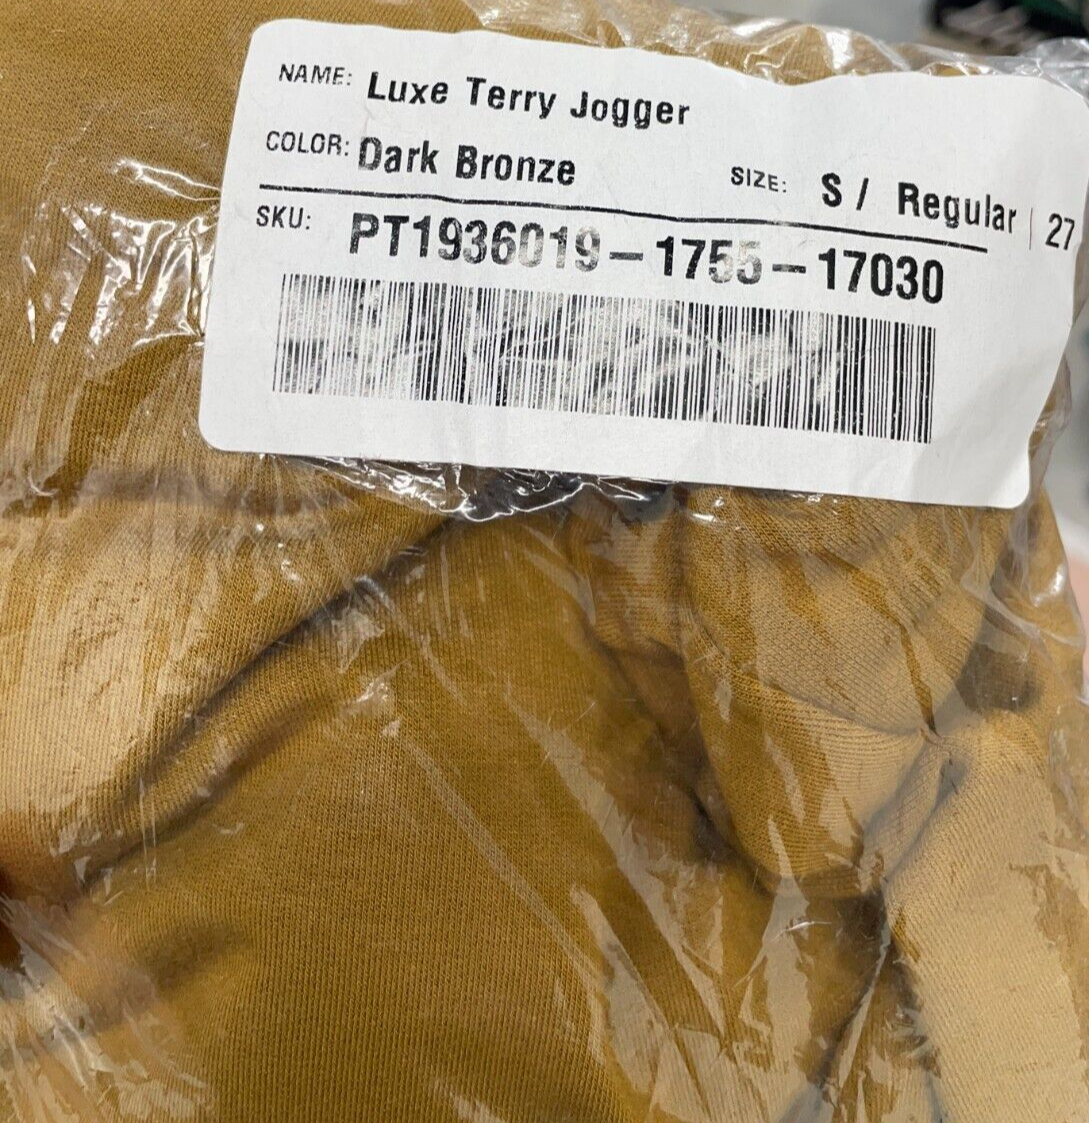 NAME: Luxe Terry Jogger
COLOR: Dark Bronze SIZE: S / Regular | 27
SKU: PT1936019-1755-17030